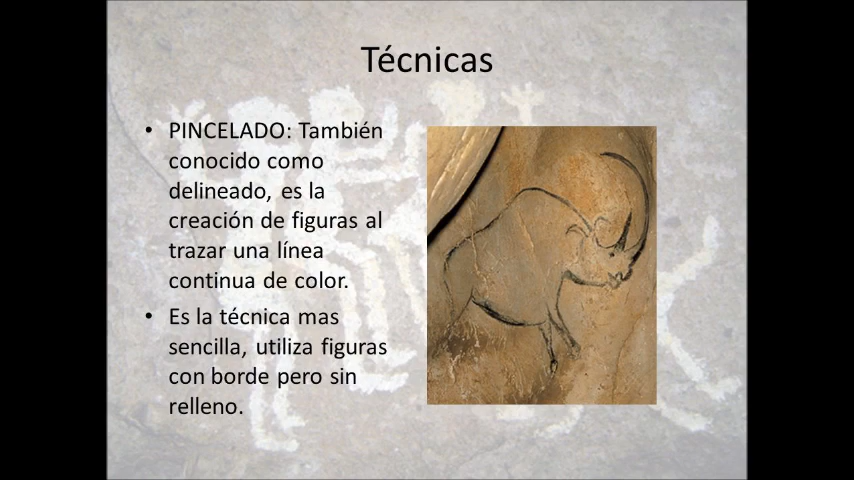 Técnicas
• PINCELADO: También
conocido como
delineado, es la
creación de figuras al
trazar una línea
continua de color.
• Es la técnica mas
sencilla, utiliza figuras
con borde pero sin
relleno.